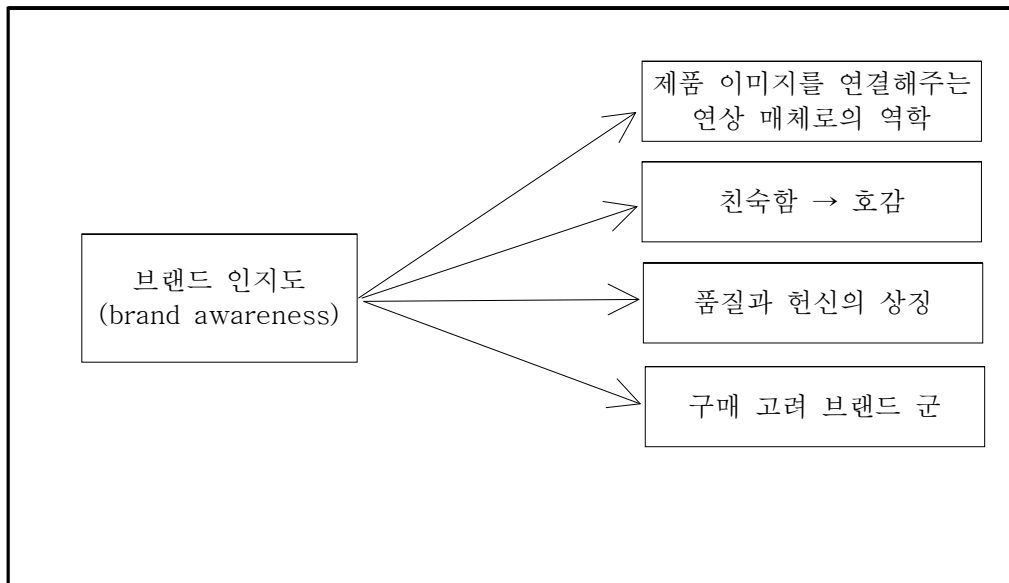 제품 이미지를 연결해주는
연상 매체로의 역학
친숙함 → 호감
브랜드 인지도
(brand awareness)
품질과 헌신의 상징
구매 고려 브랜드 군